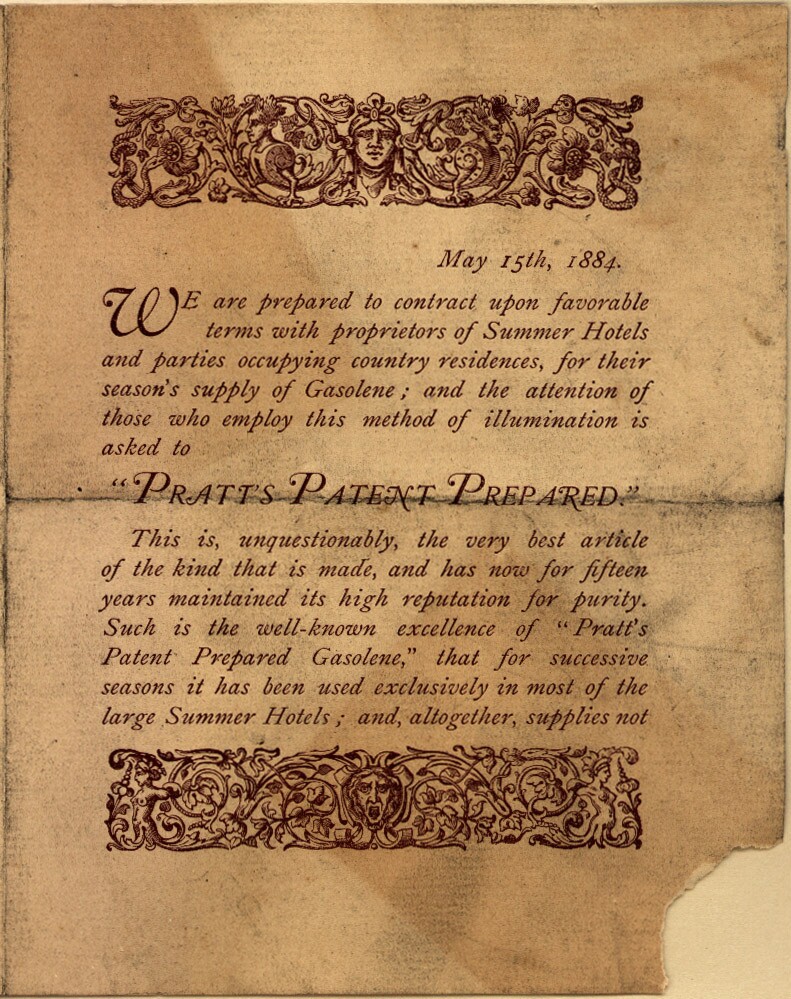 May 15th, 1884.
WE are prepared to contract upon favorable
terms with proprietors of Summer Hotels
and parties occupying country residences, for their
season's supply of Gasolene; and the attention of
those who employ this method of illumination is
asked to
"PRATT'S PATENT PREPARED."
This is, unquestionably, the very best article
of the kind that is made, and has now for fifteen
years maintained its high reputation for purity.
Such is the well-known excellence of "Pratt's
Patent Prepared Gasolene," that for successive
seasons it has been used exclusively in most of the
large Summer Hotels; and, altogether, supplies not